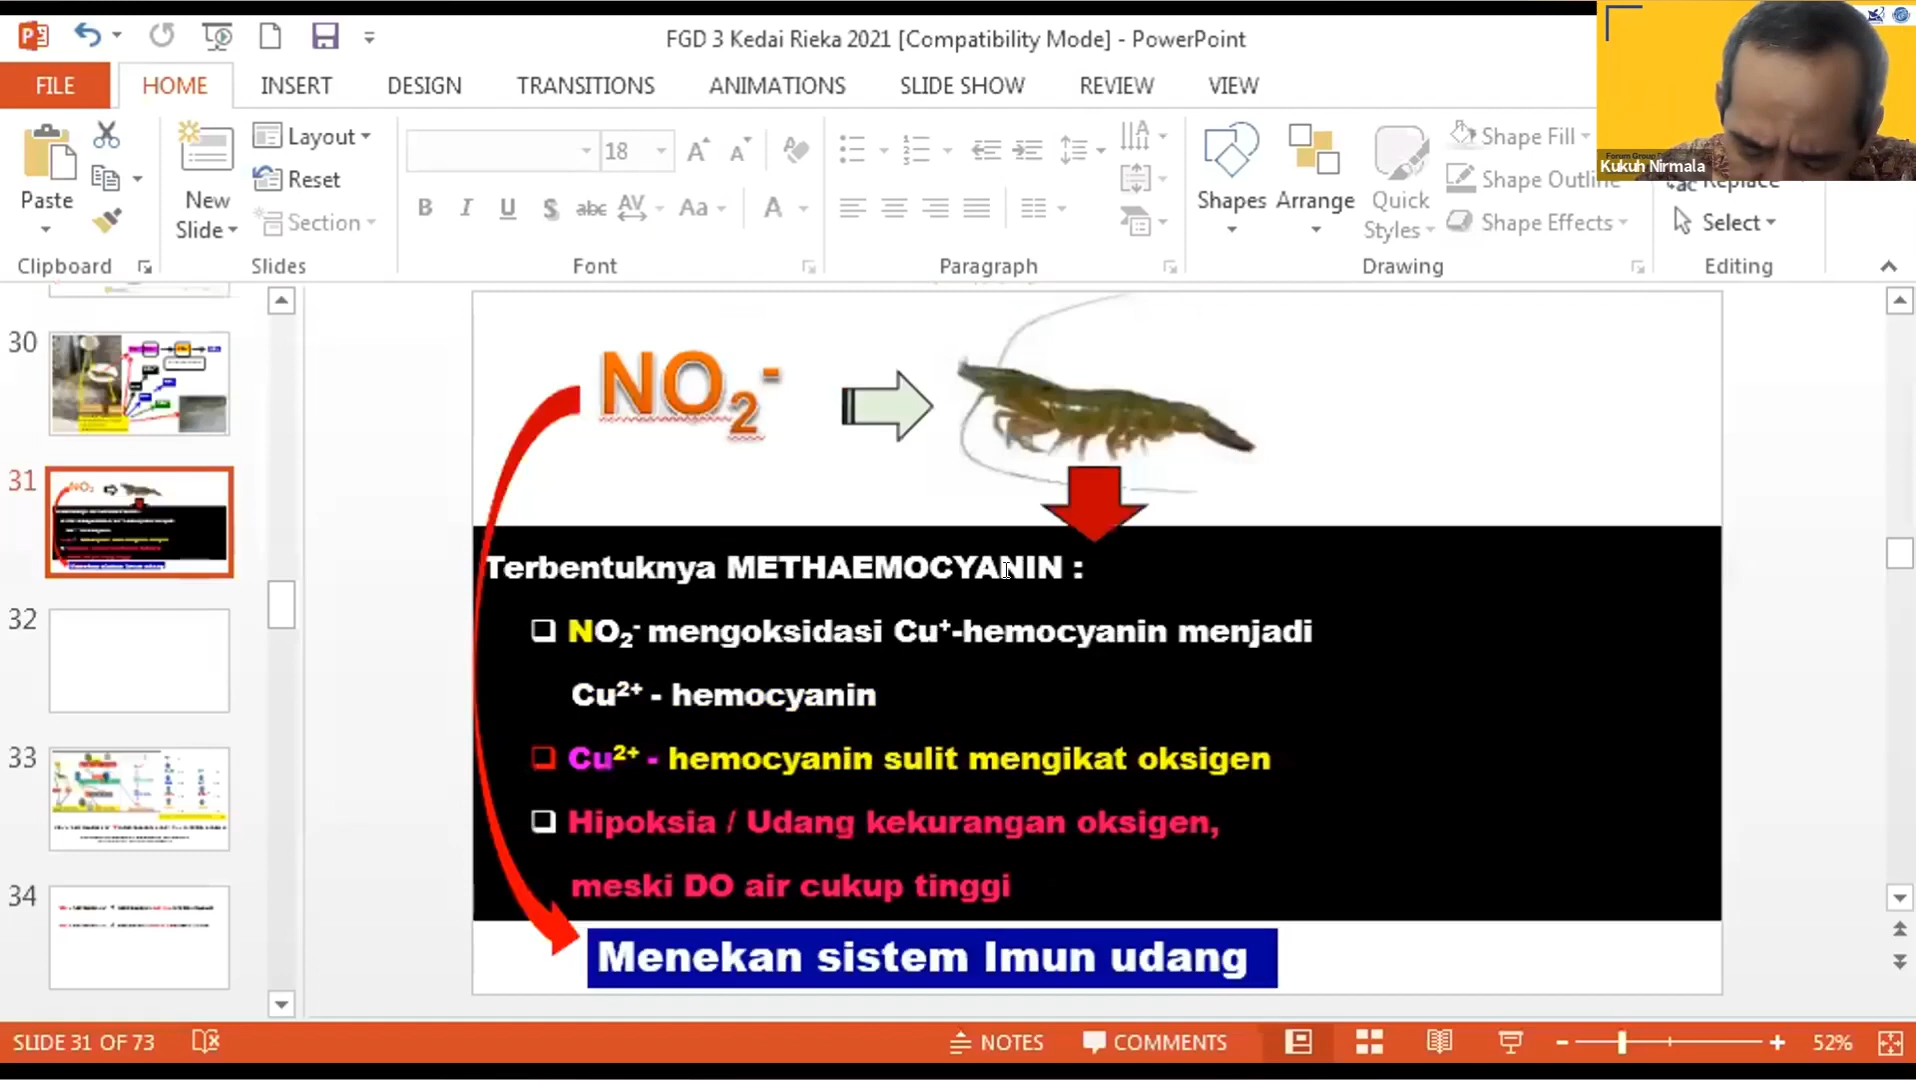 FGD 3 Kedai Rieka 2021 [Compatibility Mode] - PowerPoint
FILE
HOME
INSERT
DESIGN
TRANSITIONS
ANIMATIONS
SLIDE SHOW
REVIEW
VIEW
Paste
Clipboard
New
Slide
Layout
Reset
Section
Slides
18
Font
Paragraph
Shapes
Arrange
Quick
Styles
Shape Fill
Shape Outline
Shape Effects
Drawing
Replace
Select
Editing
Kukuh Nirmala
30
31
32
33
34
NO₂⁻
Terbentuknya METHAEMOCYANIN :
NO₂⁻ mengoksidasi Cu⁺-hemocyanin menjadi
Cu²⁺ - hemocyanin
Cu²⁺ - hemocyanin sulit mengikat oksigen
Hipoksia / Udang kekurangan oksigen,
meski DO air cukup tinggi
Menekan sistem Imun udang
SLIDE 31 OF 73
NOTES
COMMENTS
52%